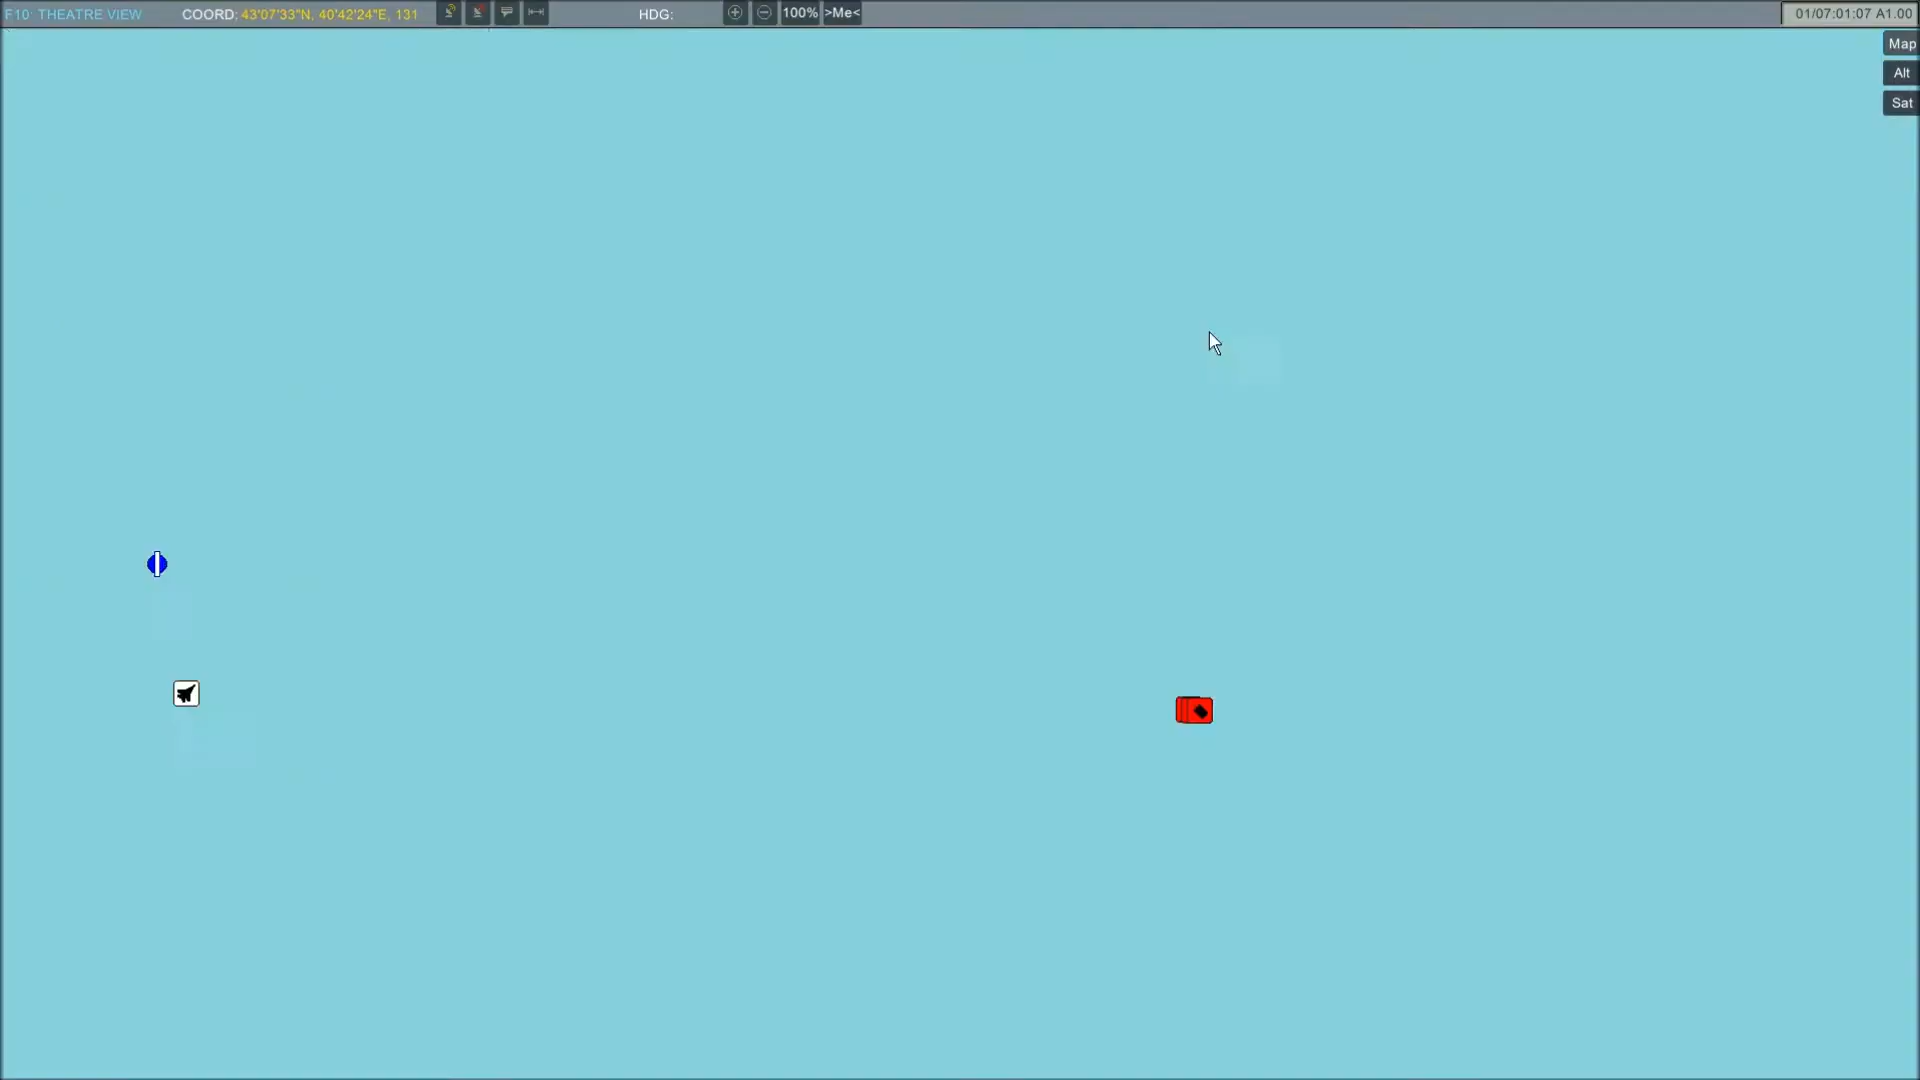 F10: THEATRE VIEW COORD: 43'07'33"N, 40'42'24"E, 131 HDG: 100% >Me< 01/07:01:07 A1.00
Map
Alt
Sat